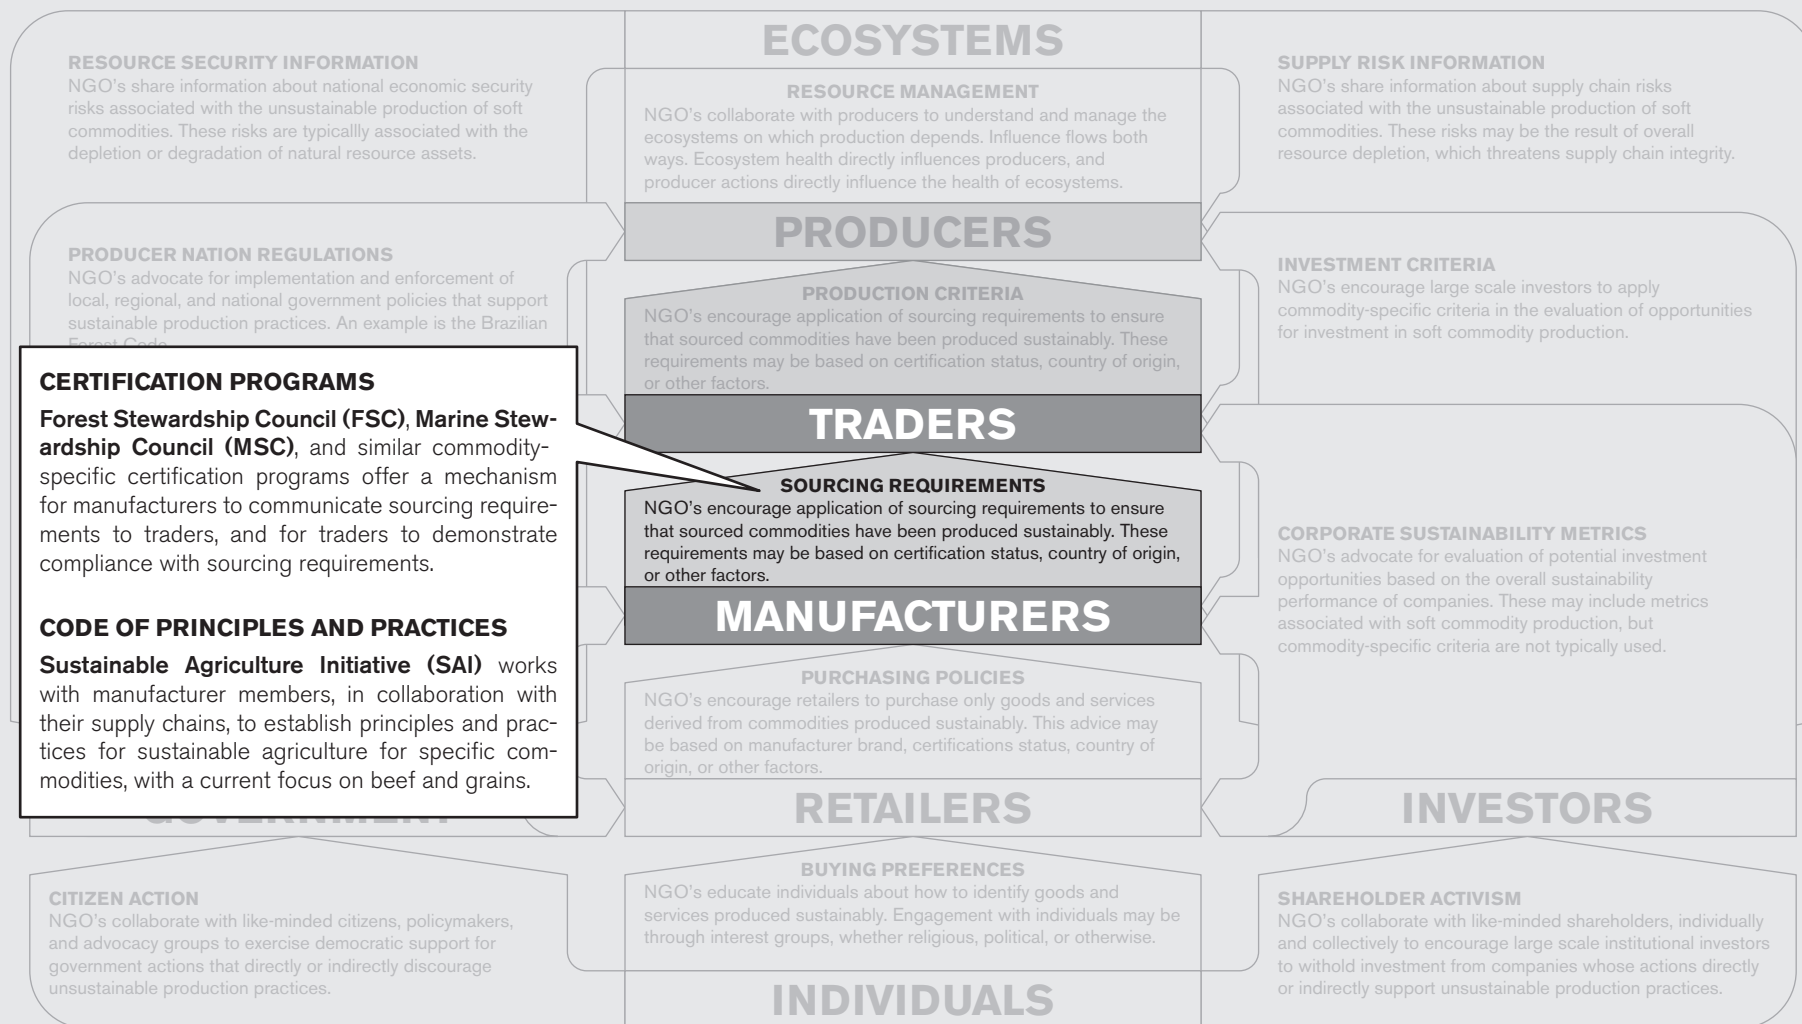 ECOSYSTEMS
RESOURCE SECURITY INFORMATION
NGO's share information about national economic security
risks associated with the unsustainable production of soft
commodities. These risks are typicallly associated with the
depletion or degradation of natural resource assets.
RESOURCE MANAGEMENT
NGO's collaborate with producers to understand and manage the
ecosystems on which production depends. Influence flows both
ways. Ecosystem health directly influences producers, and
producer actions directly influence the health of ecosystems.
SUPPLY RISK INFORMATION
NGO's share information about supply chain risks
associated with the unsustainable production of soft
commodities. These risks may be the result of overall
resource depletion, which threatens supply chain integrity.
PRODUCERS
PRODUCER NATION REGULATIONS
NGO's advocate for implementation and enforcement of
local, regional, and national government policies that support
sustainable production practices. An example is the Brazilian
Forest Code.
PRODUCTION CRITERIA
NGO's encourage application of sourcing requirements to ensure
that sourced commodities have been produced sustainably. These
requirements may be based on certification status, country of origin,
or other factors.
INVESTMENT CRITERIA
NGO's encourage large scale investors to apply
commodity-specific criteria in the evaluation of opportunities
for investment in soft commodity production.
CERTIFICATION PROGRAMS
Forest Stewardship Council (FSC), Marine Stew-
ardship Council (MSC), and similar commodity-
specific certification programs offer a mechanism
for manufacturers to communicate sourcing require-
ments to traders, and for traders to demonstrate
compliance with sourcing requirements.
CODE OF PRINCIPLES AND PRACTICES
Sustainable Agriculture Initiative (SAI) works
with manufacturer members, in collaboration with
their supply chains, to establish principles and prac-
tices for sustainable agriculture for specific com-
modities, with a current focus on beef and grains.
TRADERS
SOURCING REQUIREMENTS
NGO's encourage application of sourcing requirements to ensure
that sourced commodities have been produced sustainably. These
requirements may be based on certification status, country of origin,
or other factors.
MANUFACTURERS
CORPORATE SUSTAINABILITY METRICS
NGO's advocate for evaluation of potential investment
opportunities based on the overall sustainability
performance of companies. These may include metrics
associated with soft commodity production, but
commodity-specific criteria are not typically used.
PURCHASING POLICIES
NGO's encourage retailers to purchase only goods and services
derived from commodities produced sustainably. This advice may
be based on manufacturer brand, certifications status, country of
origin, or other factors.
GOVERNMENT
RETAILERS
INVESTORS
CITIZEN ACTION
NGO's collaborate with like-minded citizens, policymakers,
and advocacy groups to exercise democratic support for
government actions that directly or indirectly discourage
unsustainable production practices.
BUYING PREFERENCES
NGO's educate individuals about how to identify goods and
services produced sustainably. Engagement with individuals may be
through interest groups, whether religious, political, or otherwise.
SHAREHOLDER ACTIVISM
NGO's collaborate with like-minded shareholders, individually
and collectively to encourage large scale institutional investors
to withold investment from companies whose actions directly
or indirectly support unsustainable production practices.
INDIVIDUALS